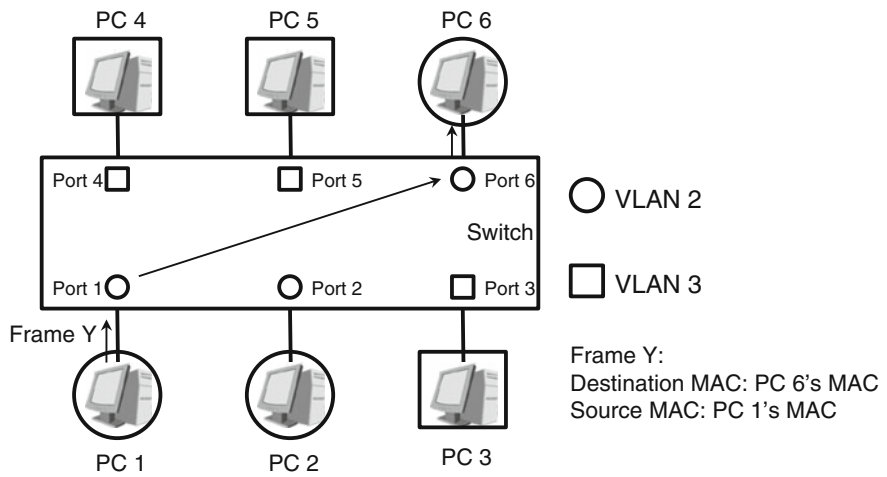 PC 4
PC 5
PC 6
Port 4
Port 5
Port 6
VLAN 2
Switch
Port 1
Port 2
Port 3
VLAN 3
Frame Y
Frame Y:
Destination MAC: PC 6’s MAC
Source MAC: PC 1’s MAC
PC 1
PC 2
PC 3